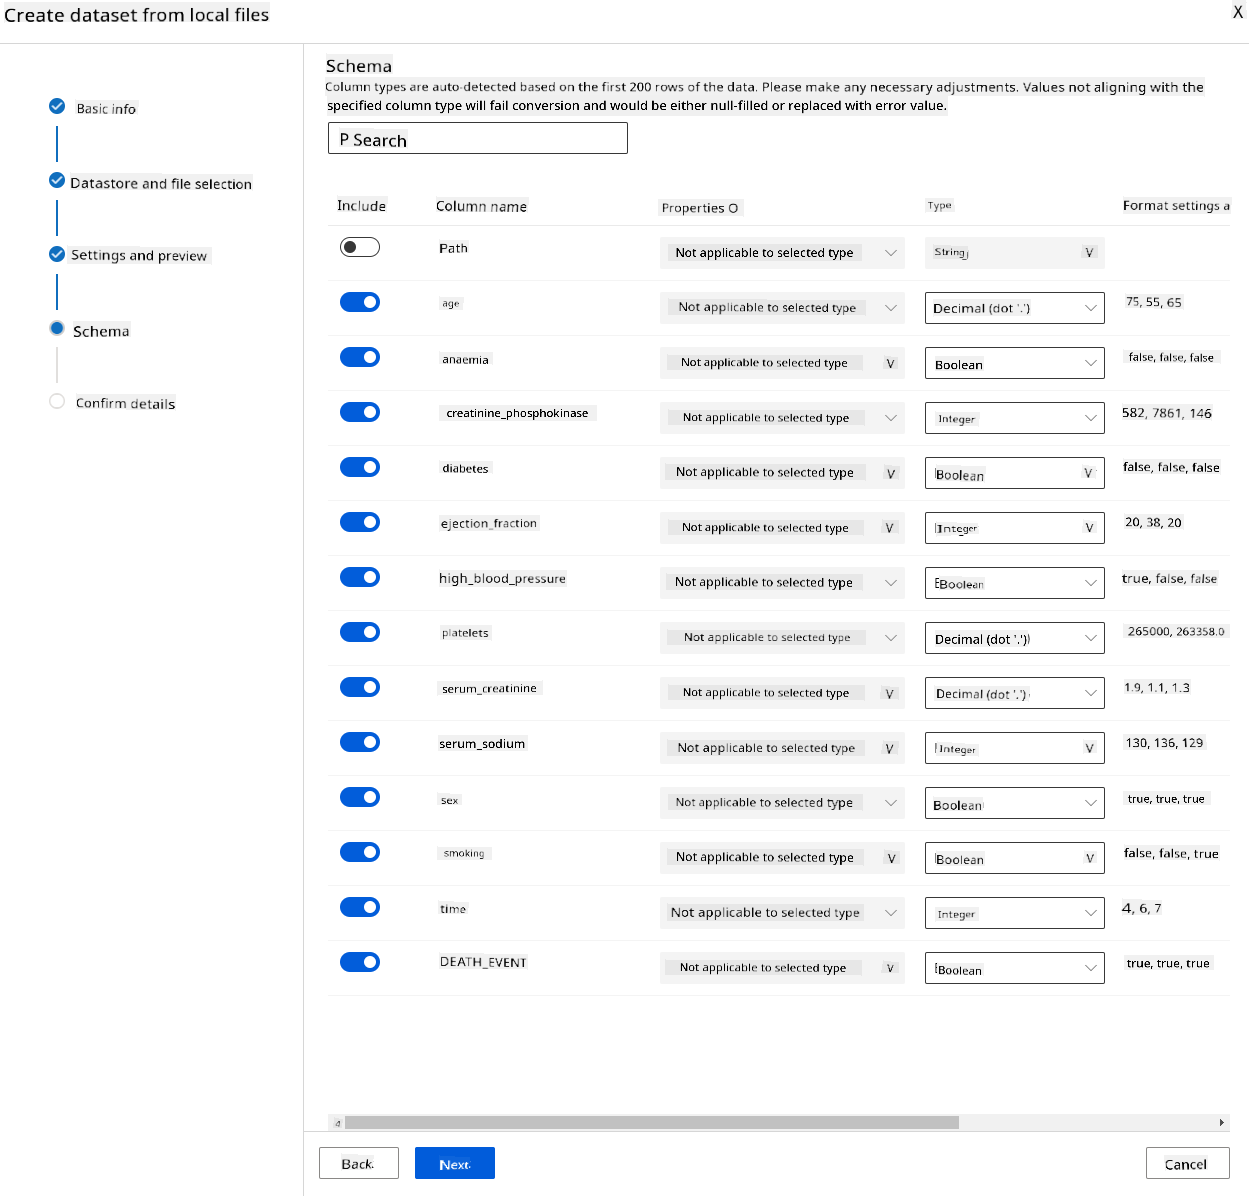 Create dataset from local files
X
Basic info
Datastore and file selection
Settings and preview
Schema
Confirm details
Schema
Column types are auto-detected based on the first 200 rows of the data. Please make any necessary adjustments. Values not aligning with the
specified column type will fail conversion and would be either null-filled or replaced with error value.
P Search
Include Column name Properties O Type Format settings a
Path Not applicable to selected type String V
age Not applicable to selected type Decimal (dot '.') 75, 55, 65
anaemia Not applicable to selected type V Boolean false, false, false
creatinine_phosphokinase Not applicable to selected type Integer 582, 7861, 146
diabetes Not applicable to selected type V Boolean V false, false, false
ejection_fraction Not applicable to selected type V Integer V 20, 38, 20
high_blood_pressure Not applicable to selected type Boolean true, false, false
platelets Not applicable to selected type Decimal (dot '.') 265000, 263358.0
serum_creatinine Not applicable to selected type V Decimal (dot '.') 1.9, 1.1, 1.3
serum_sodium Not applicable to selected type V Integer V 130, 136, 129
sex Not applicable to selected type Boolean true, true, true
smoking Not applicable to selected type V Boolean V false, false, true
time Not applicable to selected type Integer 4, 6, 7
DEATH_EVENT Not applicable to selected type V Boolean true, true, true
Back Next Cancel